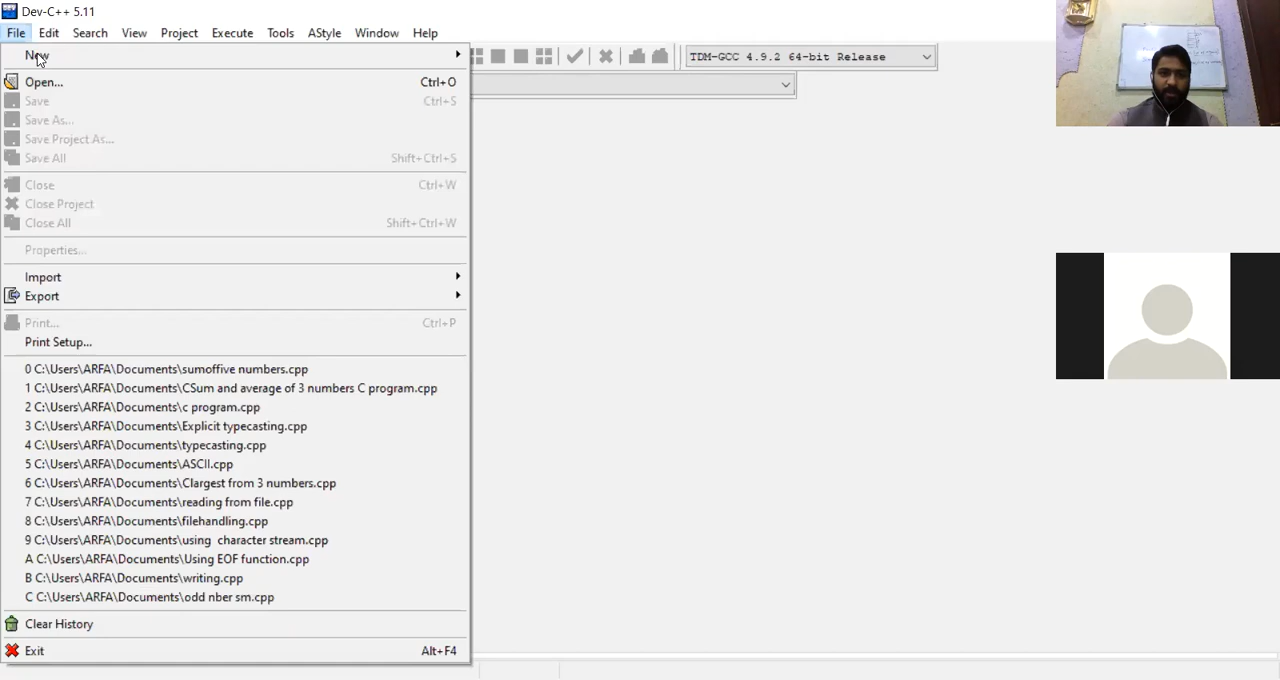 Dev-C++ 5.11
File Edit Search View Project Execute Tools AStyle Window Help
New
TDM-GCC 4.9.2 64-bit Release
Open... Ctrl+O
Save Ctrl+S
Save As...
Save Project As...
Save All Shift+Ctrl+S
Close Ctrl+W
Close Project
Close All Shift+Ctrl+W
Properties...
Import
Export
Print... Ctrl+P
Print Setup...
0 C:\Users\ARFA\Documents\sumoffive numbers.cpp
1 C:\Users\ARFA\Documents\CSum and average of 3 numbers C program.cpp
2 C:\Users\ARFA\Documents\c program.cpp
3 C:\Users\ARFA\Documents\Explicit typecasting.cpp
4 C:\Users\ARFA\Documents\typecasting.cpp
5 C:\Users\ARFA\Documents\ASCII.cpp
6 C:\Users\ARFA\Documents\Clargest from 3 numbers.cpp
7 C:\Users\ARFA\Documents\reading from file.cpp
8 C:\Users\ARFA\Documents\filehandling.cpp
9 C:\Users\ARFA\Documents\using character stream.cpp
A C:\Users\ARFA\Documents\Using EOF function.cpp
B C:\Users\ARFA\Documents\writing.cpp
C C:\Users\ARFA\Documents\odd nber sm.cpp
Clear History
Exit Alt+F4